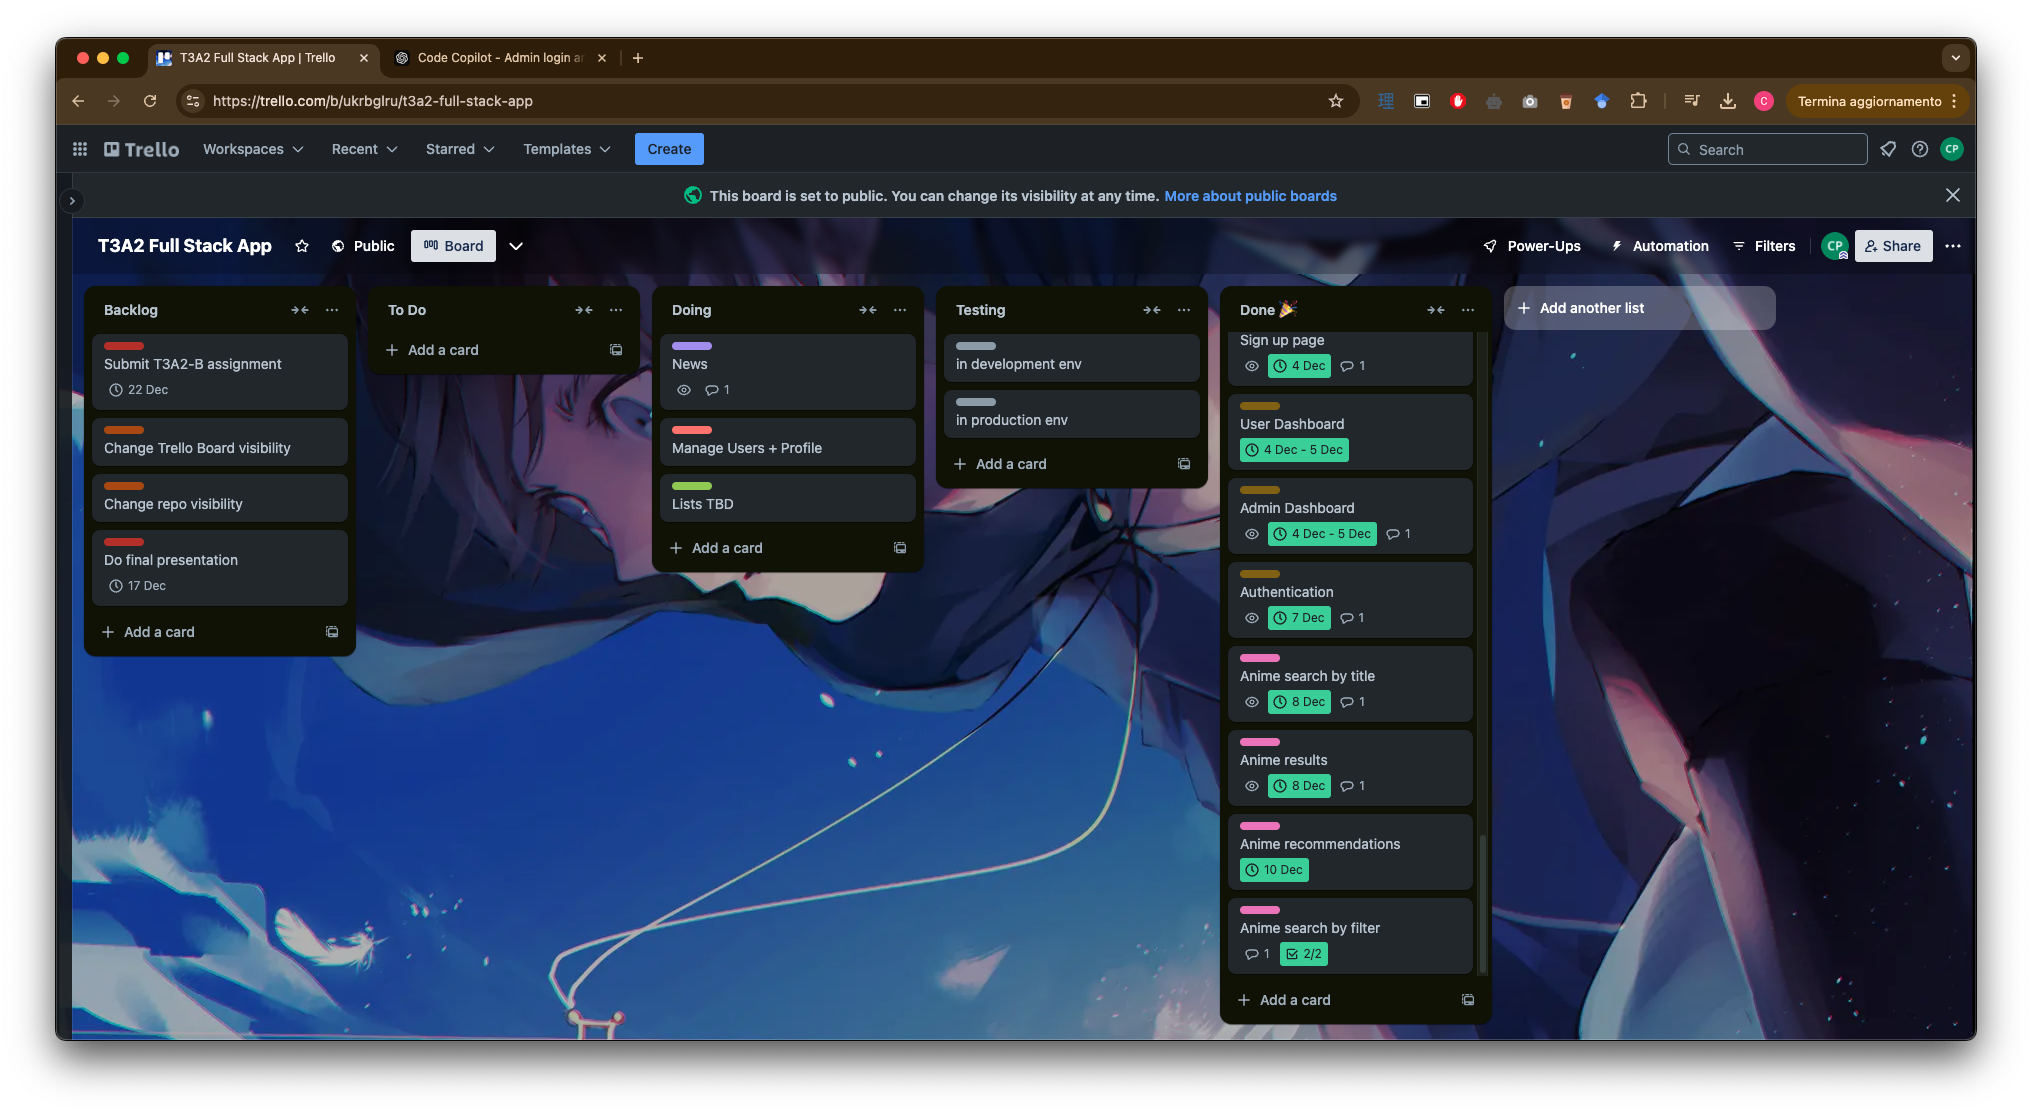 T3A2 Full Stack App | Trello
Code Copilot - Admin login a
https://trello.com/b/ukrbglru/t3a2-full-stack-app
C
Termina aggiornamento
Trello
Workspaces
Recent
Starred
Templates
Create
Search
CP
This board is set to public. You can change its visibility at any time. More about public boards
T3A2 Full Stack App
Public
Board
Power-Ups
Automation
Filters
CP
Share
Backlog
Submit T3A2-B assignment
22 Dec
Change Trello Board visibility
Change repo visibility
Do final presentation
17 Dec
Add a card
To Do
Add a card
Doing
News
1
Manage Users + Profile
Lists TBD
Add a card
Testing
in development env
in production env
Add a card
Done 🎉
Sign up page
4 Dec
1
User Dashboard
4 Dec - 5 Dec
Admin Dashboard
4 Dec - 5 Dec
1
Authentication
7 Dec
1
Anime search by title
8 Dec
1
Anime results
8 Dec
1
Anime recommendations
10 Dec
Anime search by filter
1
2/2
Add a card
Add another list